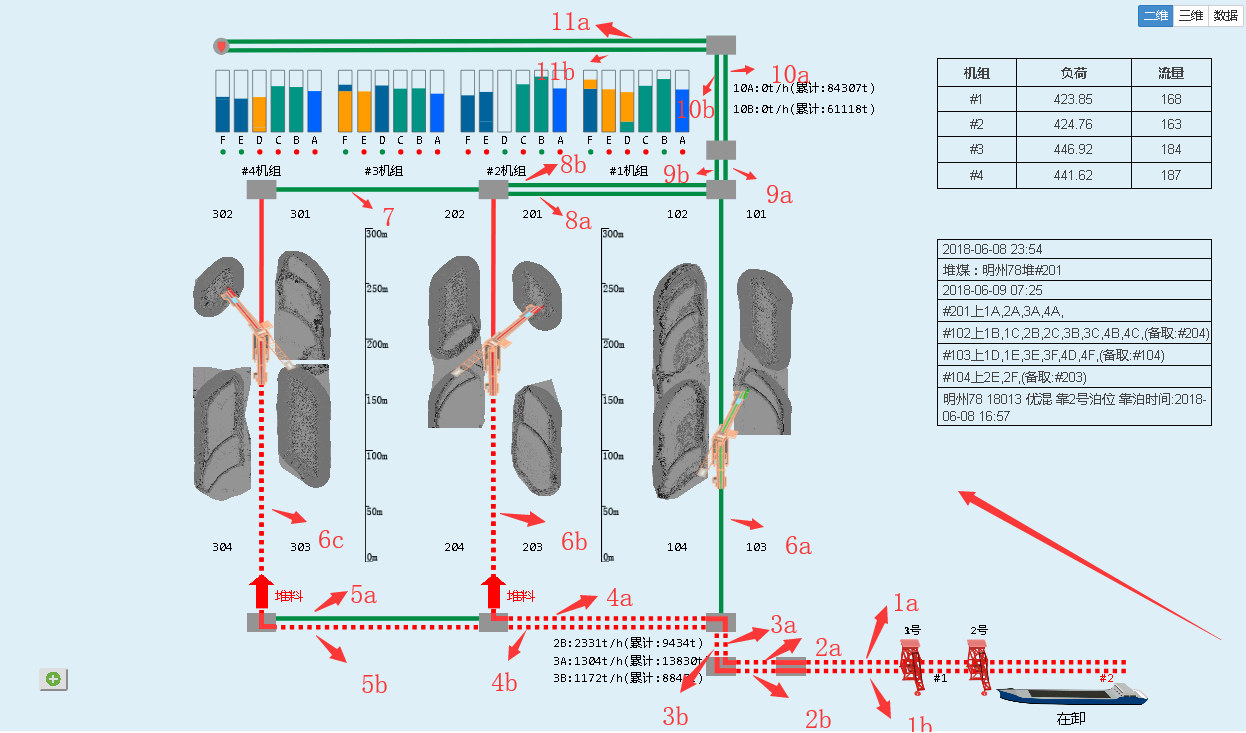 二维 三维 数据
11a
11b
10a
10b
10A:0t/h(累计:84307t)
10B:0t/h(累计:61118t)
机组 负荷 流量
#1 423.85 168
#2 424.76 163
#3 446.92 184
#4 441.62 187
F E D C B A
F E D C B A
F E D C B A
F E D C B A
#4机组 #3机组 #2机组 #1机组
8b
9b
9a
7
8a
302 301 202 201 102 101
300m
250m
200m
150m
100m
50m
0m
300m
250m
200m
150m
100m
50m
0m
2018-06-08 23:54
堆煤：明州78堆#201
2018-06-09 07:25
#201上1A,2A,3A,4A,
#102上1B,1C,2B,2C,3B,3C,4B,4C,(备取:#204)
#103上1D,1E,3E,3F,4D,4F,(备取:#104)
#104上2E,2F,(备取:#203)
明州78 18013 优混 靠2号泊位 靠泊时间:2018-
06-08 16:57
6c
6b
6a
304 303 204 203 104 103
堆料 堆料
5a
4a
3a
1a
2a
5b
4b
3b
2b
1b
2B:2331t/h(累计:9434t)
3A:1304t/h(累计:13830t
3B:1172t/h(累计:884
2号
#1
#2
在卸